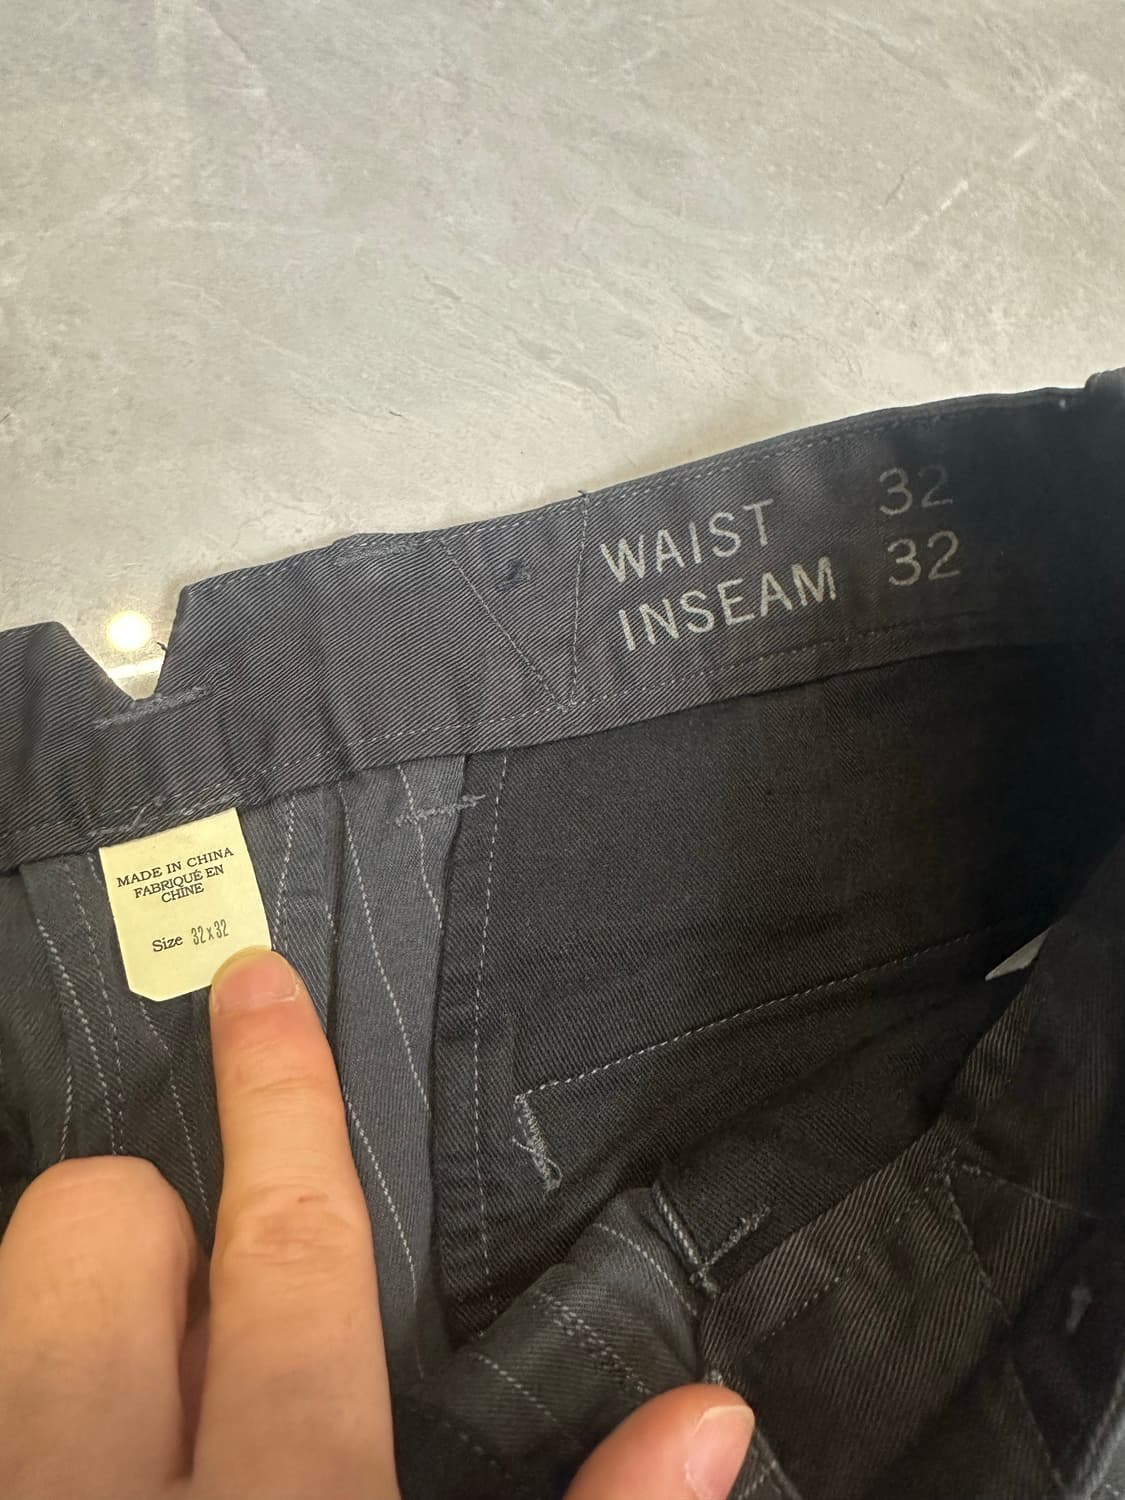 WAIST 32
INSEAM 32
MADE IN CHINA
FABRIQUÉ EN
CHINE
Size 32x32